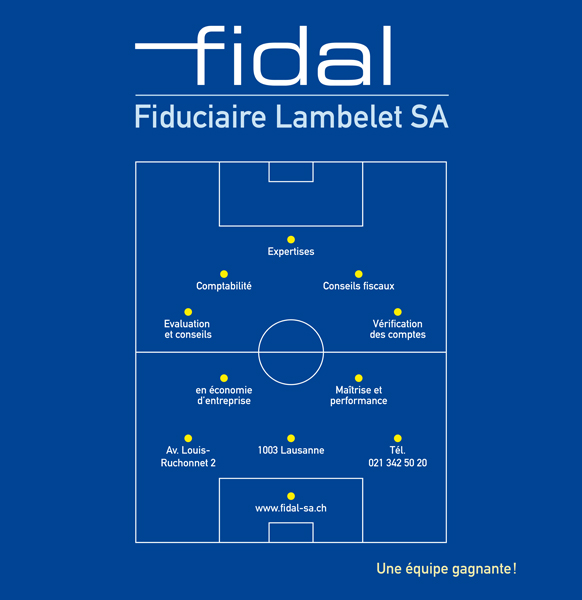 fidal
Fiduciaire Lambelet SA
Expertises
Comptabilité
Conseils fiscaux
Evaluation
et conseils
Vérification
des comptes
en économie
d'entreprise
Maîtrise et
performance
Av. Louis-
Ruchonnet 2
1003 Lausanne
Tél.
021 342 50 20
www.fidal-sa.ch
Une équipe gagnante!